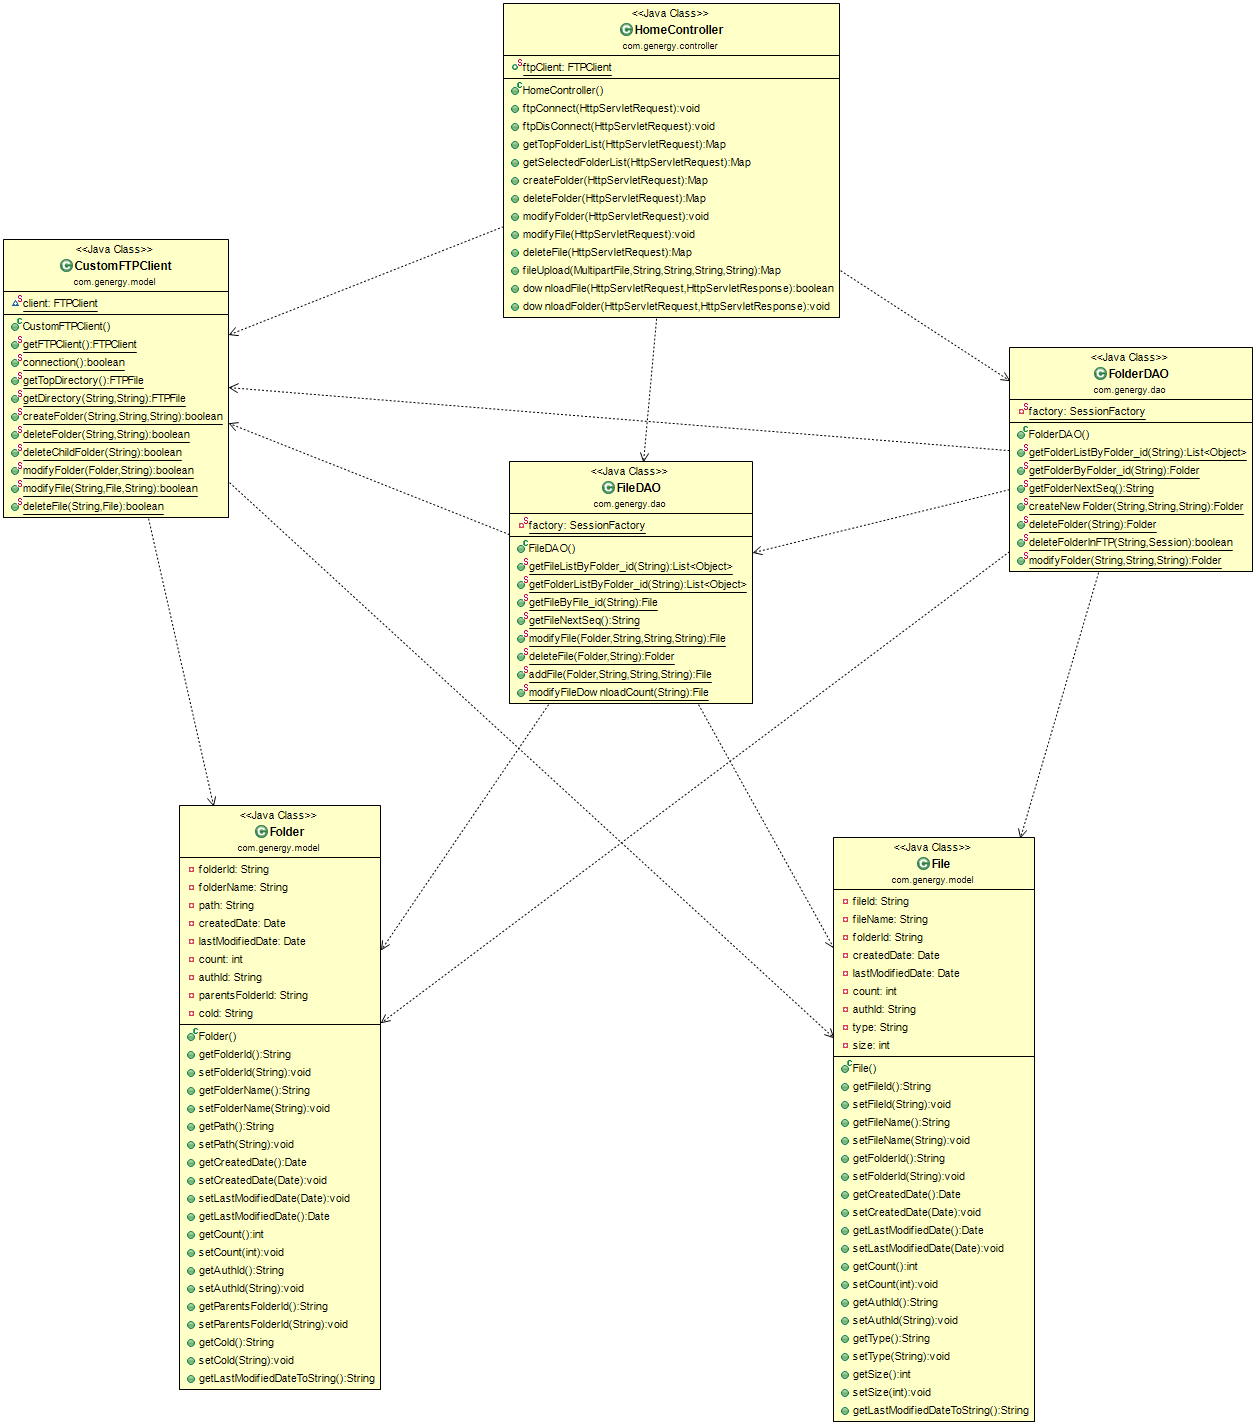 <<Java Class>>
HomeController
com.genergy.controller
ftpClient: FTPClient
HomeController()
ftpConnect(HttpServletRequest):void
ftpDisConnect(HttpServletRequest):void
getTopFolderList(HttpServletRequest):Map
getSelectedFolderList(HttpServletRequest):Map
createFolder(HttpServletRequest):Map
deleteFolder(HttpServletRequest):Map
modifyFolder(HttpServletRequest):void
modifyFile(HttpServletRequest):void
deleteFile(HttpServletRequest):Map
fileUpload(MultipartFile,String,String,String,String):Map
downloadFile(HttpServletRequest,HttpServletResponse):boolean
downloadFolder(HttpServletRequest,HttpServletResponse):void
<<Java Class>>
CustomFTPClient
com.genergy.model
client: FTPClient
CustomFTPClient()
getFTPClient():FTPClient
connection():boolean
getTopDirectory():FTPFile
getDirectory(String,String):FTPFile
createFolder(String,String,String):boolean
deleteFolder(String,String):boolean
deleteChildFolder(String):boolean
modifyFolder(Folder,String):boolean
modifyFile(String,File,String):boolean
deleteFile(String,File):boolean
<<Java Class>>
FolderDAO
com.genergy.dao
factory: SessionFactory
FolderDAO()
getFolderListByFolder_id(String):List<Object>
getFolderByFolder_id(String):Folder
getFolderNextSeq():String
createNewFolder(String,String,String):Folder
deleteFolder(String):Folder
deleteFolderInFTP(String,Session):boolean
modifyFolder(String,String,String):Folder
<<Java Class>>
FileDAO
com.genergy.dao
factory: SessionFactory
FileDAO()
getFileListByFolder_id(String):List<Object>
getFolderListByFolder_id(String):List<Object>
getFileByFile_id(String):File
getFileNextSeq():String
modifyFile(Folder,String,String,String):File
deleteFile(Folder,String):Folder
addFile(Folder,String,String,String):File
modifyFileDownloadCount(String):File
<<Java Class>>
Folder
com.genergy.model
folderId: String
folderName: String
path: String
createdDate: Date
lastModifiedDate: Date
count: int
authId: String
parentsFolderId: String
coId: String
Folder()
getFolderId():String
setFolderId(String):void
getFolderName():String
setFolderName(String):void
getPath():String
setPath(String):void
getCreatedDate():Date
setCreatedDate(Date):void
setLastModifiedDate(Date):void
getLastModifiedDate():Date
getCount():int
setCount(int):void
getAuthId():String
setAuthId(String):void
getParentsFolderId():String
setParentsFolderId(String):void
getCoId():String
setCoId(String):void
getLastModifiedDateToString():String
<<Java Class>>
File
com.genergy.model
fileId: String
fileName: String
folderId: String
createdDate: Date
lastModifiedDate: Date
count: int
authId: String
type: String
size: int
File()
getFileId():String
setFileId(String):void
getFileName():String
setFileName(String):void
getFolderId():String
setFolderId(String):void
getCreatedDate():Date
setCreatedDate(Date):void
getLastModifiedDate():Date
setLastModifiedDate(Date):void
getCount():int
setCount(int):void
getAuthId():String
setAuthId(String):void
getType():String
setType(String):void
getSize():int
setSize(int):void
getLastModifiedDateToString():String